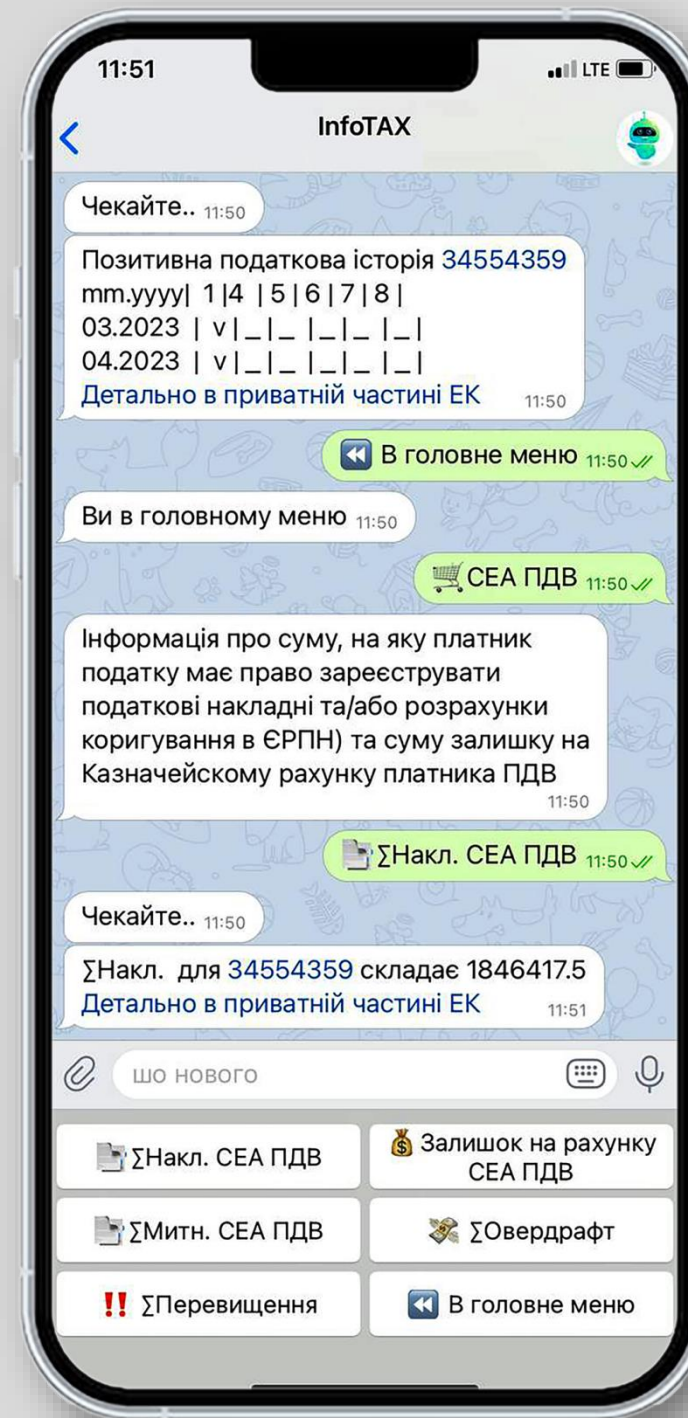 11:51
LTE
InfoTAX
Чекайте.. 11:50
Позитивна податкова історія 34554359
mm.yyyy| 1 |4 | 5 | 6 | 7 | 8 |
03.2023 | v | _ | _ | _ | _ | _ |
04.2023 | v | _ | _ | _ | _ | _ |
Детально в приватній частині ЕК 11:50
В головне меню 11:50
Ви в головному меню 11:50
СЕА ПДВ 11:50
Інформація про суму, на яку платник
податку має право зареєструвати
податкові накладні та/або розрахунки
коригування в ЄРПН) та суму залишку на
Казначейскому рахунку платника ПДВ
11:50
∑Накл. СЕА ПДВ 11:50
Чекайте.. 11:50
∑Накл. для 34554359 складає 1846417.5
Детально в приватній частині ЕК 11:51
шо нового
∑Накл. СЕА ПДВ
Залишок на рахунку
СЕА ПДВ
∑Митн. СЕА ПДВ
∑Овердрафт
‼ ∑Перевищення
В головне меню